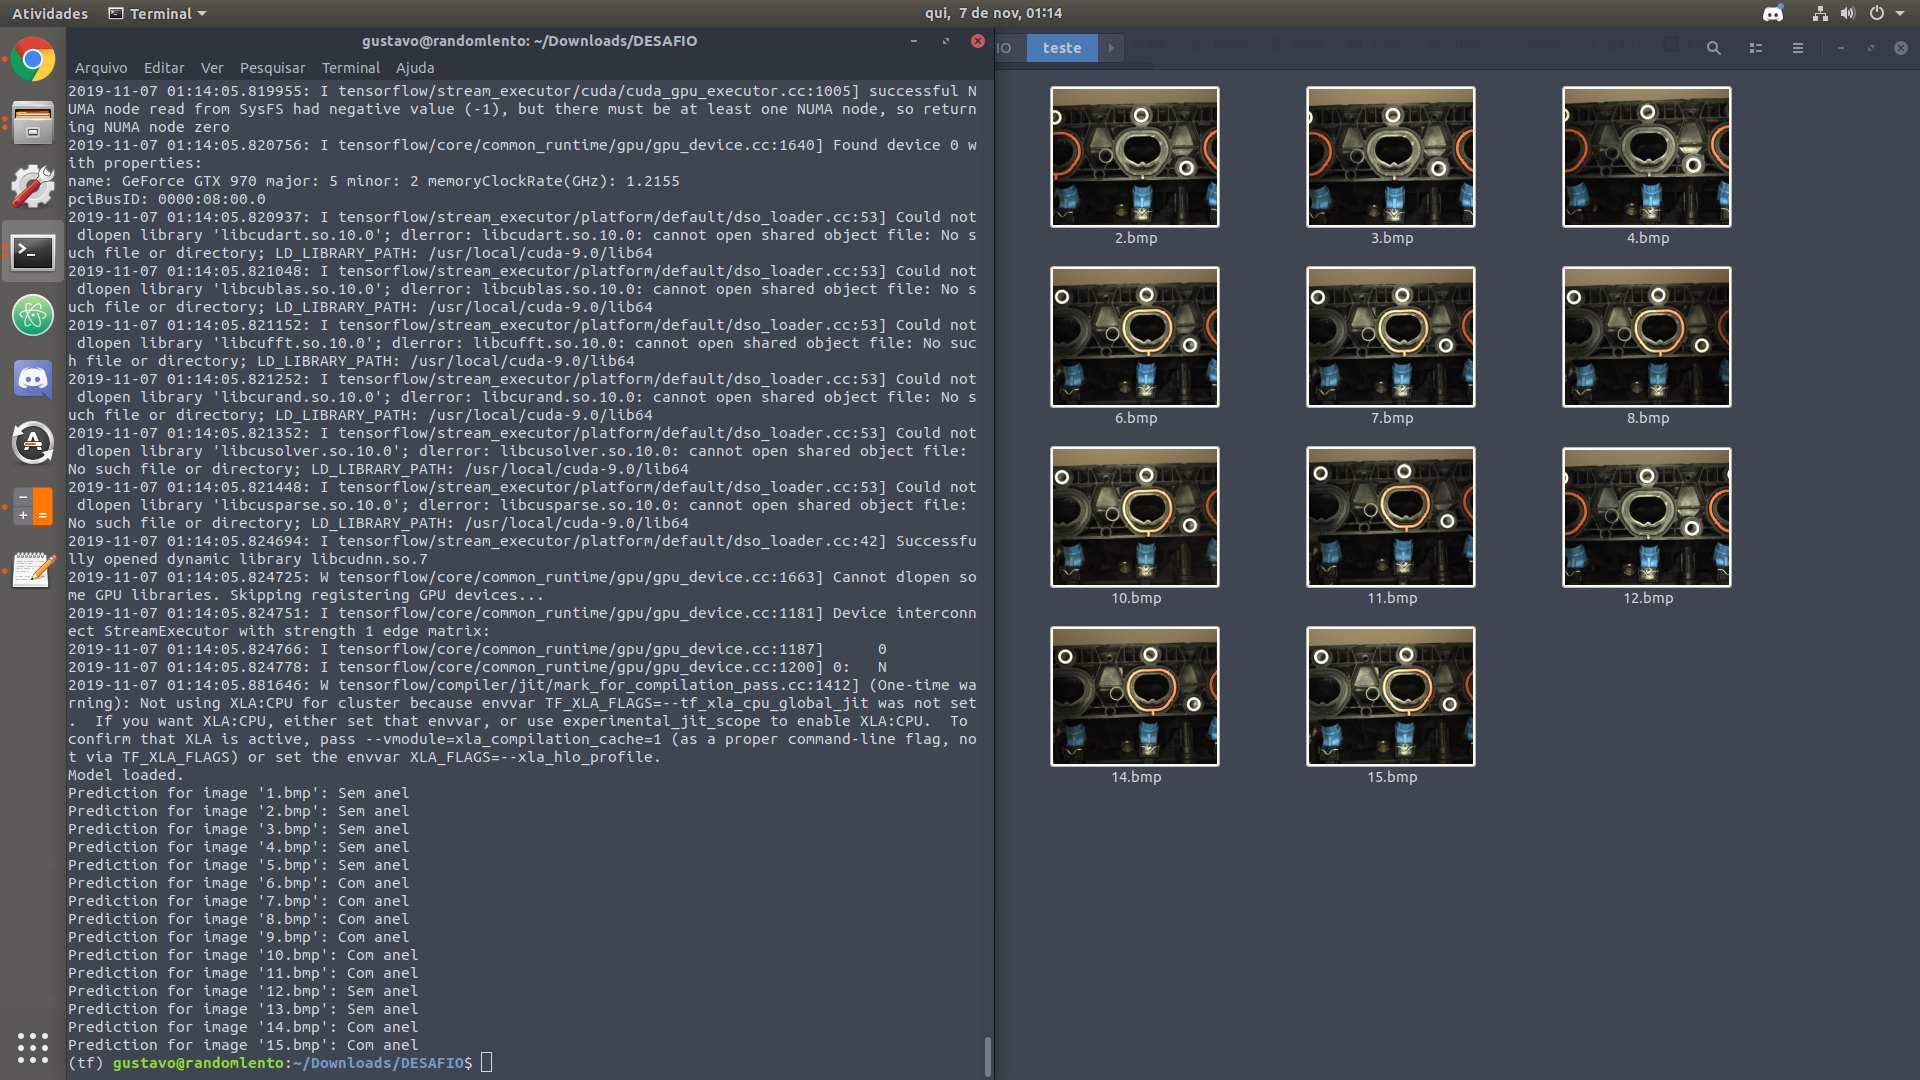 Atividades
Terminal
qui, 7 de nov, 01:14
gustavo@randomlento: ~/Downloads/DESAFIO
Arquivo Editar Ver Pesquisar Terminal Ajuda
2019-11-07 01:14:05.819955: I tensorflow/stream_executor/cuda/cuda_gpu_executor.cc:1005] successful N
UMA node read from SysFS had negative value (-1), but there must be at least one NUMA node, so return
ing NUMA node zero
2019-11-07 01:14:05.820756: I tensorflow/core/common_runtime/gpu/gpu_device.cc:1640] Found device 0 w
ith properties:
name: GeForce GTX 970 major: 5 minor: 2 memoryClockRate(GHz): 1.2155
pciBusID: 0000:08:00.0
2019-11-07 01:14:05.820937: I tensorflow/stream_executor/platform/default/dso_loader.cc:53] Could not
dlopen library 'libcudart.so.10.0'; dlerror: libcudart.so.10.0: cannot open shared object file: No s
uch file or directory; LD_LIBRARY_PATH: /usr/local/cuda-9.0/lib64
2019-11-07 01:14:05.821048: I tensorflow/stream_executor/platform/default/dso_loader.cc:53] Could not
dlopen library 'libcublas.so.10.0'; dlerror: libcublas.so.10.0: cannot open shared object file: No s
uch file or directory; LD_LIBRARY_PATH: /usr/local/cuda-9.0/lib64
2019-11-07 01:14:05.821152: I tensorflow/stream_executor/platform/default/dso_loader.cc:53] Could not
dlopen library 'libcufft.so.10.0'; dlerror: libcufft.so.10.0: cannot open shared object file: No suc
h file or directory; LD_LIBRARY_PATH: /usr/local/cuda-9.0/lib64
2019-11-07 01:14:05.821252: I tensorflow/stream_executor/platform/default/dso_loader.cc:53] Could not
dlopen library 'libcurand.so.10.0'; dlerror: libcurand.so.10.0: cannot open shared object file: No s
uch file or directory; LD_LIBRARY_PATH: /usr/local/cuda-9.0/lib64
2019-11-07 01:14:05.821352: I tensorflow/stream_executor/platform/default/dso_loader.cc:53] Could not
dlopen library 'libcusolver.so.10.0'; dlerror: libcusolver.so.10.0: cannot open shared object file:
No such file or directory; LD_LIBRARY_PATH: /usr/local/cuda-9.0/lib64
2019-11-07 01:14:05.821448: I tensorflow/stream_executor/platform/default/dso_loader.cc:53] Could not
dlopen library 'libcusparse.so.10.0'; dlerror: libcusparse.so.10.0: cannot open shared object file:
No such file or directory; LD_LIBRARY_PATH: /usr/local/cuda-9.0/lib64
2019-11-07 01:14:05.824694: I tensorflow/stream_executor/platform/default/dso_loader.cc:42] Successfu
lly opened dynamic library libcudnn.so.7
2019-11-07 01:14:05.824725: W tensorflow/core/common_runtime/gpu/gpu_device.cc:1663] Cannot dlopen so
me GPU libraries. Skipping registering GPU devices...
2019-11-07 01:14:05.824751: I tensorflow/core/common_runtime/gpu/gpu_device.cc:1181] Device interconn
ect StreamExecutor with strength 1 edge matrix:
2019-11-07 01:14:05.824766: I tensorflow/core/common_runtime/gpu/gpu_device.cc:1187]      0
2019-11-07 01:14:05.824778: I tensorflow/core/common_runtime/gpu/gpu_device.cc:1200] 0:   N
2019-11-07 01:14:05.881646: W tensorflow/compiler/jit/mark_for_compilation_pass.cc:1412] (One-time wa
rning): Not using XLA:CPU for cluster because envvar TF_XLA_FLAGS=--tf_xla_cpu_global_jit was not set
.  If you want XLA:CPU, either set that envvar, or use experimental_jit_scope to enable XLA:CPU.  To
confirm that XLA is active, pass --vmodule=xla_compilation_cache=1 (as a proper command-line flag, no
t via TF_XLA_FLAGS) or set the envvar XLA_FLAGS=--xla_hlo_profile.
Model loaded.
Prediction for image '1.bmp': Sem anel
Prediction for image '2.bmp': Sem anel
Prediction for image '3.bmp': Sem anel
Prediction for image '4.bmp': Sem anel
Prediction for image '5.bmp': Sem anel
Prediction for image '6.bmp': Com anel
Prediction for image '7.bmp': Com anel
Prediction for image '8.bmp': Com anel
Prediction for image '9.bmp': Com anel
Prediction for image '10.bmp': Com anel
Prediction for image '11.bmp': Com anel
Prediction for image '12.bmp': Sem anel
Prediction for image '13.bmp': Sem anel
Prediction for image '14.bmp': Com anel
Prediction for image '15.bmp': Com anel
(tf) gustavo@randomlento:~/Downloads/DESAFIO$
IO teste
2.bmp 3.bmp 4.bmp
6.bmp 7.bmp 8.bmp
10.bmp 11.bmp 12.bmp
14.bmp 15.bmp